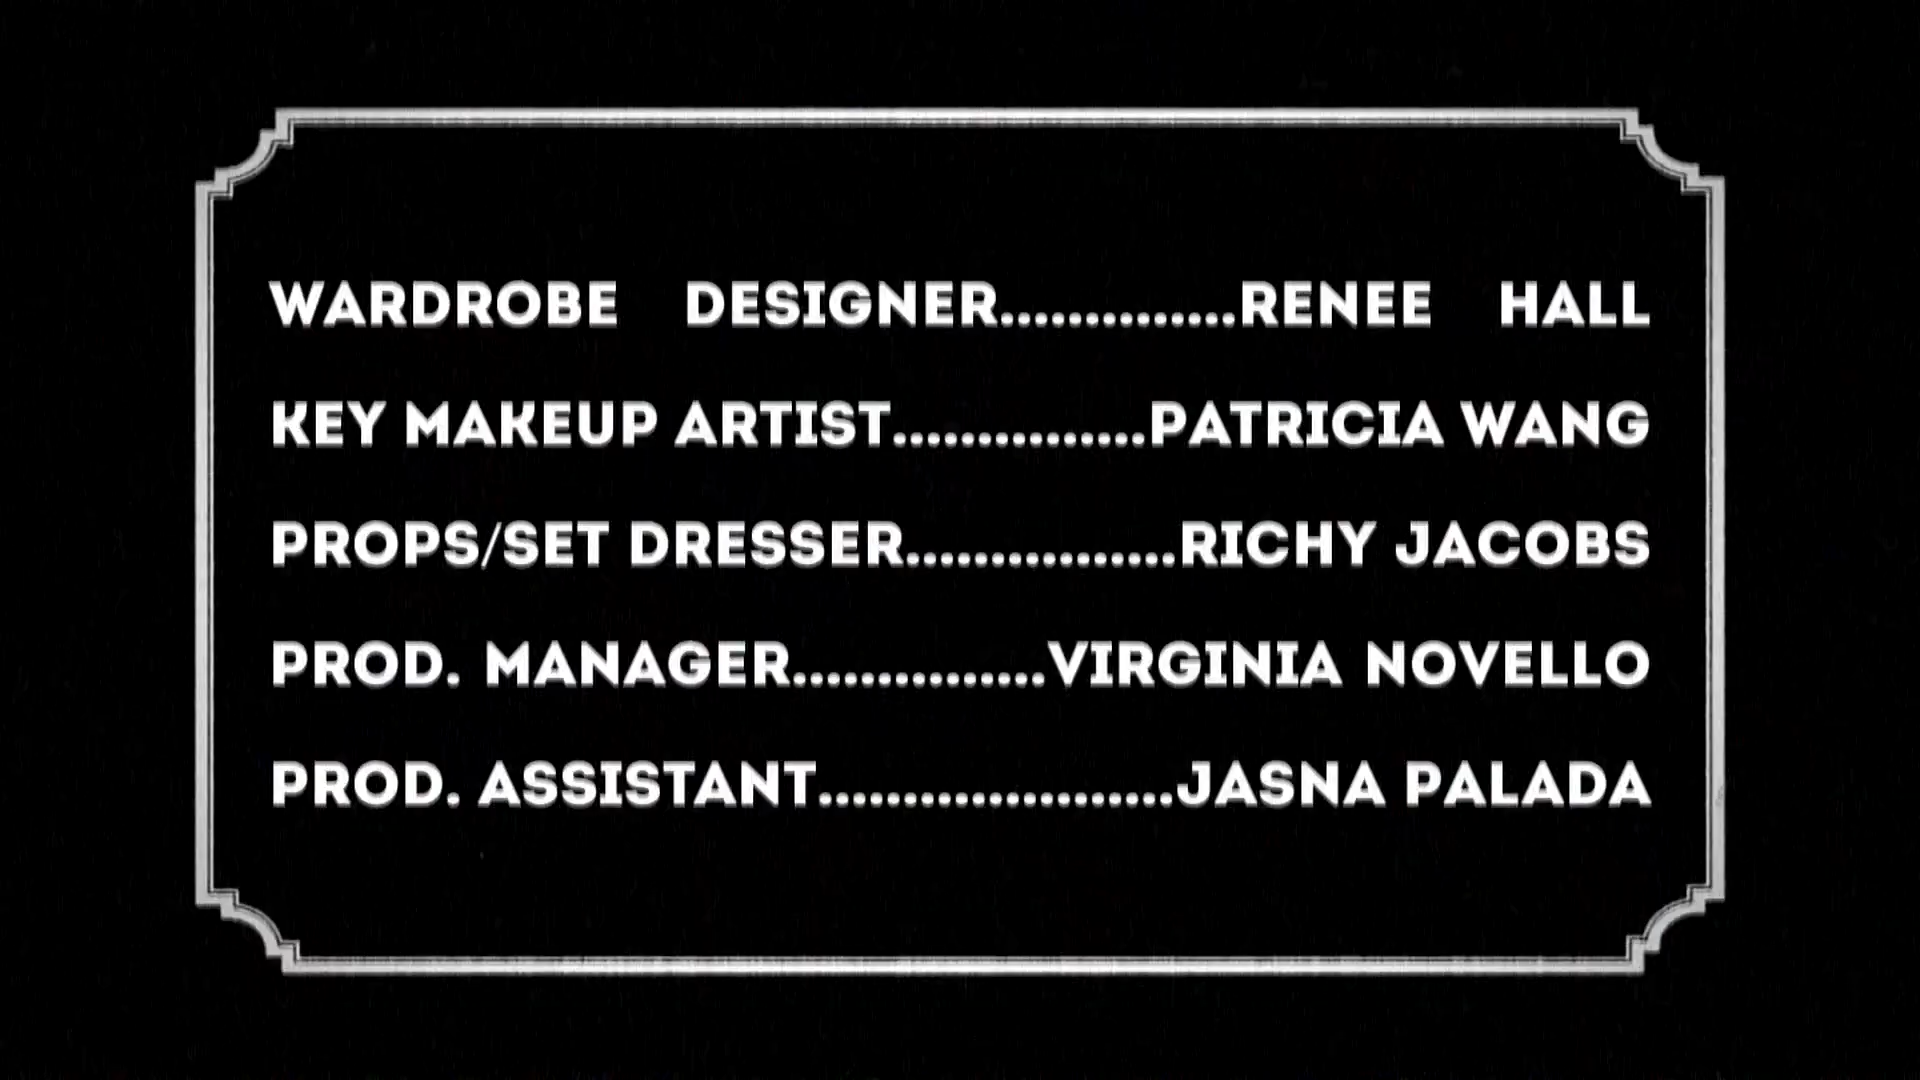 WARDROBE DESIGNER..............RENEE HALL
KEY MAKEUP ARTIST...............PATRICIA WANG
PROPS/SET DRESSER................RICHY JACOBS
PROD. MANAGER...............VIRGINIA NOVELLO
PROD. ASSISTANT.....................JASNA PALADA